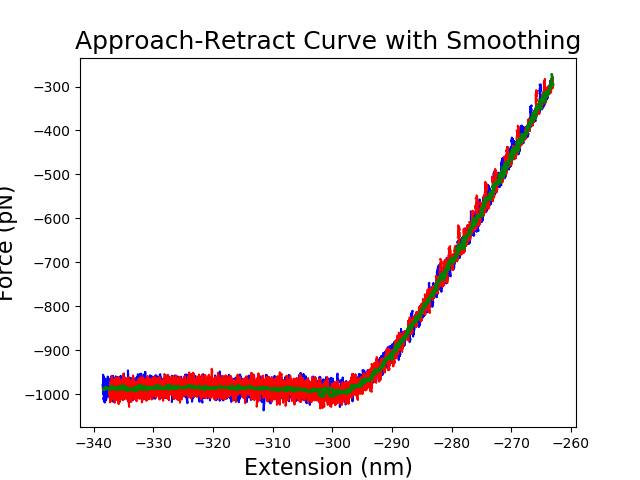 Approach-Retract Curve with Smoothing
Force (pN)
−300
−400
−500
−600
−700
−800
−900
−1000
−340 −330 −320 −310 −300 −290 −280 −270 −260
Extension (nm)